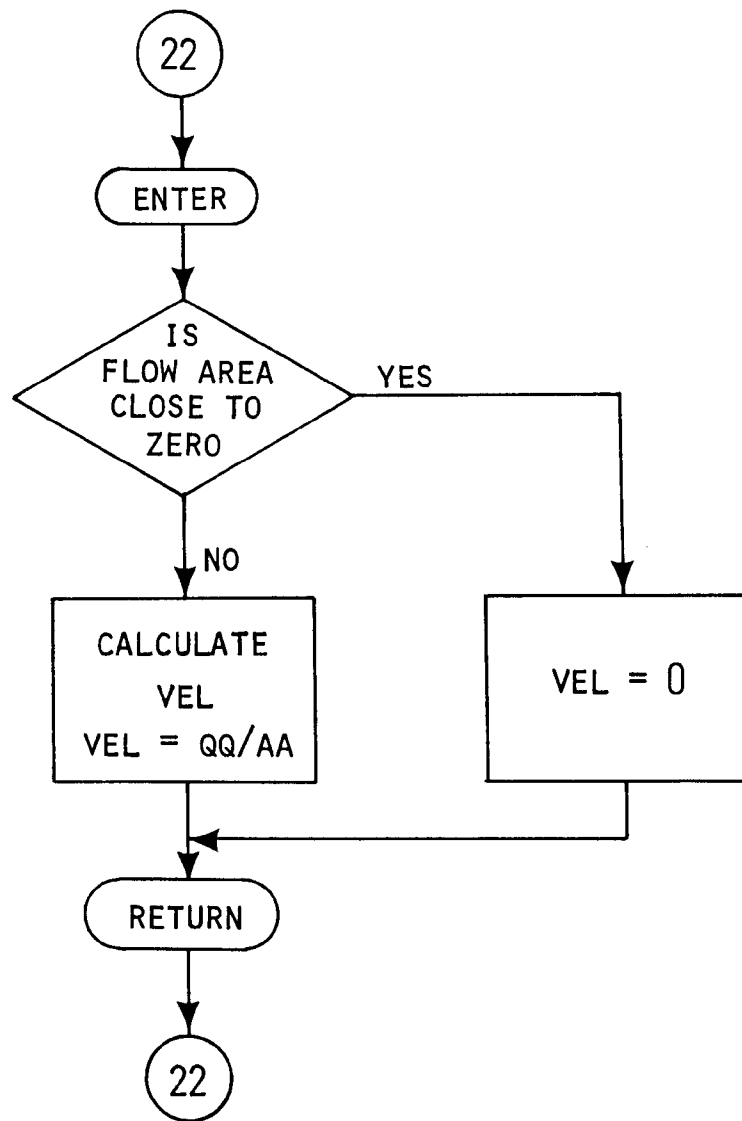 22
ENTER
IS
FLOW AREA
CLOSE TO
ZERO
YES
NO
CALCULATE
VEL
VEL = QQ/AA
VEL = 0
RETURN
22